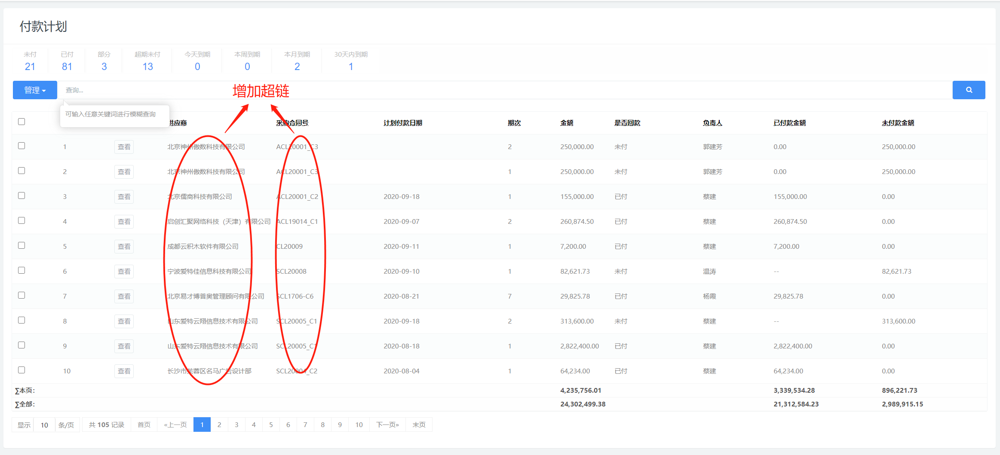 付款计划
未付 已付 部分 超期未付 今天到期 本周到期 本月到期 30天内到期
21 81 3 13 0 0 2 1
管理 查询...
增加超链
可输入任意关键词进行模糊查询
供应商 采购合同号 计划付款日期 期次 金额 是否回款 负责人 已付款金额 未付款金额
1 查看 北京神州傲数科技有限公司 ACL20001_C3 2 250,000.00 未付 郭建芳 0.00 250,000.00
2 查看 北京神州傲数科技有限公司 ACL20001_C3 1 250,000.00 未付 郭建芳 0.00 250,000.00
3 查看 北京儒商科技有限公司 ACL20001_C2 2020-09-18 1 155,000.00 已付 蔡建 155,000.00 0.00
4 查看 启创汇聚网络科技（天津）有限公司 ACL19014_C1 2020-09-07 2 260,874.50 已付 蔡建 260,874.50 0.00
5 查看 成都云积木软件有限公司 CL20009 2020-09-11 1 7,200.00 已付 蔡建 7,200.00 0.00
6 查看 宁波爱特佳信息科技有限公司 SCL20008 2020-09-10 1 82,621.73 未付 温涛 -- 82,621.73
7 查看 北京易才博普奥管理顾问有限公司 SCL1706-C6 2020-08-21 7 29,825.78 已付 杨霞 29,825.78 0.00
8 查看 山东爱特云翔信息技术有限公司 SCL20005_C1 2020-09-18 2 313,600.00 未付 蔡建 -- 313,600.00
9 查看 山东爱特云翔信息技术有限公司 SCL20005_C1 2020-08-18 1 2,822,400.00 已付 蔡建 2,822,400.00 0.00
10 查看 长沙市芙蓉区名马广告设计部 SCL20004_C2 2020-08-04 1 64,234.00 已付 蔡建 64,234.00 0.00
∑本页： 4,235,756.01 3,339,534.28 896,221.73
∑全部： 24,302,499.38 21,312,584.23 2,989,915.15
显示 10 条/页 共 105 记录 首页 «上一页 1 2 3 4 5 6 7 8 9 10 下一页» 末页